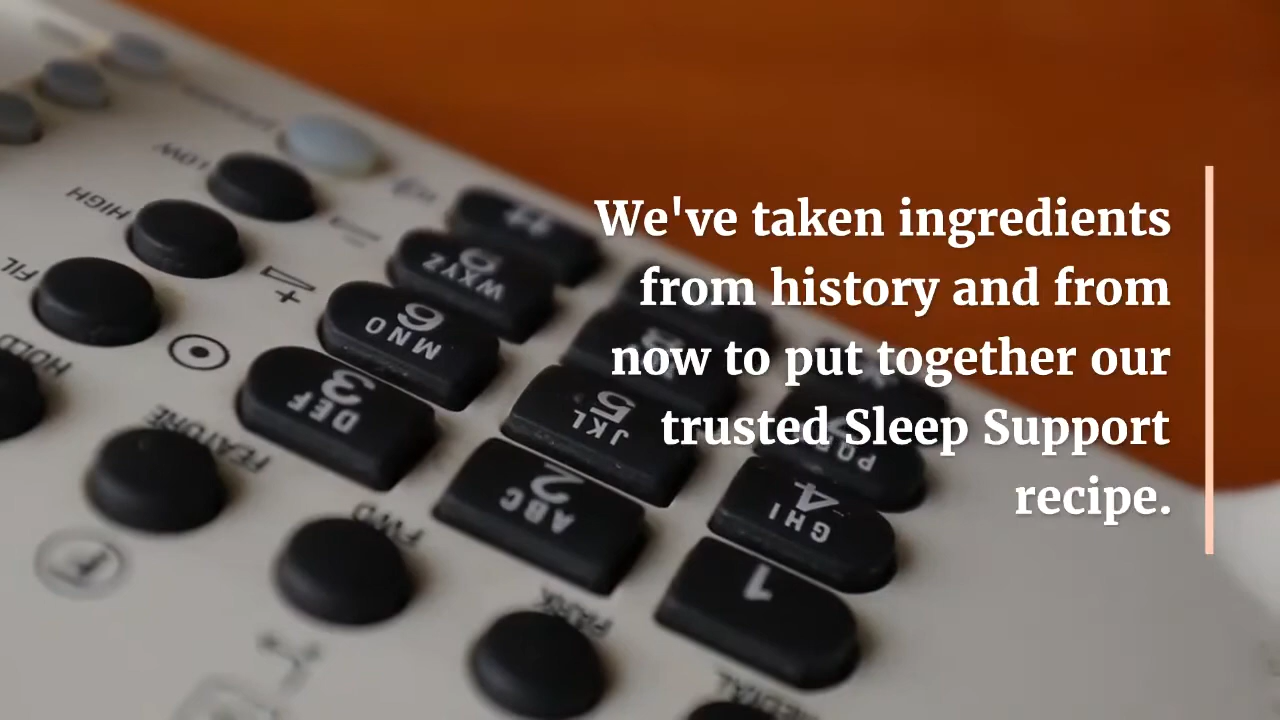 We've taken ingredients
from history and from
now to put together our
trusted Sleep Support
recipe.
LOW
HIGH
FIL
HOLD
FEATURE
FWD
PARK
WXYZ
MNO
6
DEF
3
JKL
5
ABC
2
GHI
4
1